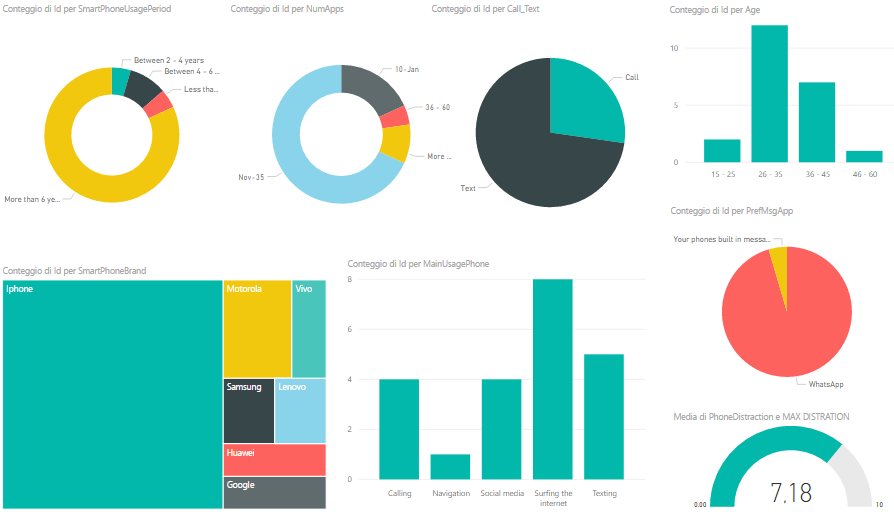 Conteggio di Id per SmartPhoneUsagePeriod
Between 2 - 4 years
Between 4 - 6 ...
Less tha...
More than 6 ye...
Conteggio di Id per NumApps
10-Jan
36 - 60
More ...
Nov-35
Conteggio di Id per Call_Text
Call
Text
Conteggio di Id per Age
10
5
0
15 - 25
26 - 35
36 - 45
46 - 60
Conteggio di Id per PrefMsgApp
Your phones built in messa...
WhatsApp
Conteggio di Id per SmartPhoneBrand
Iphone
Motorola
Vivo
Samsung
Lenovo
Huawei
Google
Conteggio di Id per MainUsagePhone
8
6
4
2
0
Calling
Navigation
Social media
Surfing the
internet
Texting
Media di PhoneDistraction e MAX DISTRATION
7,18
0.00
10